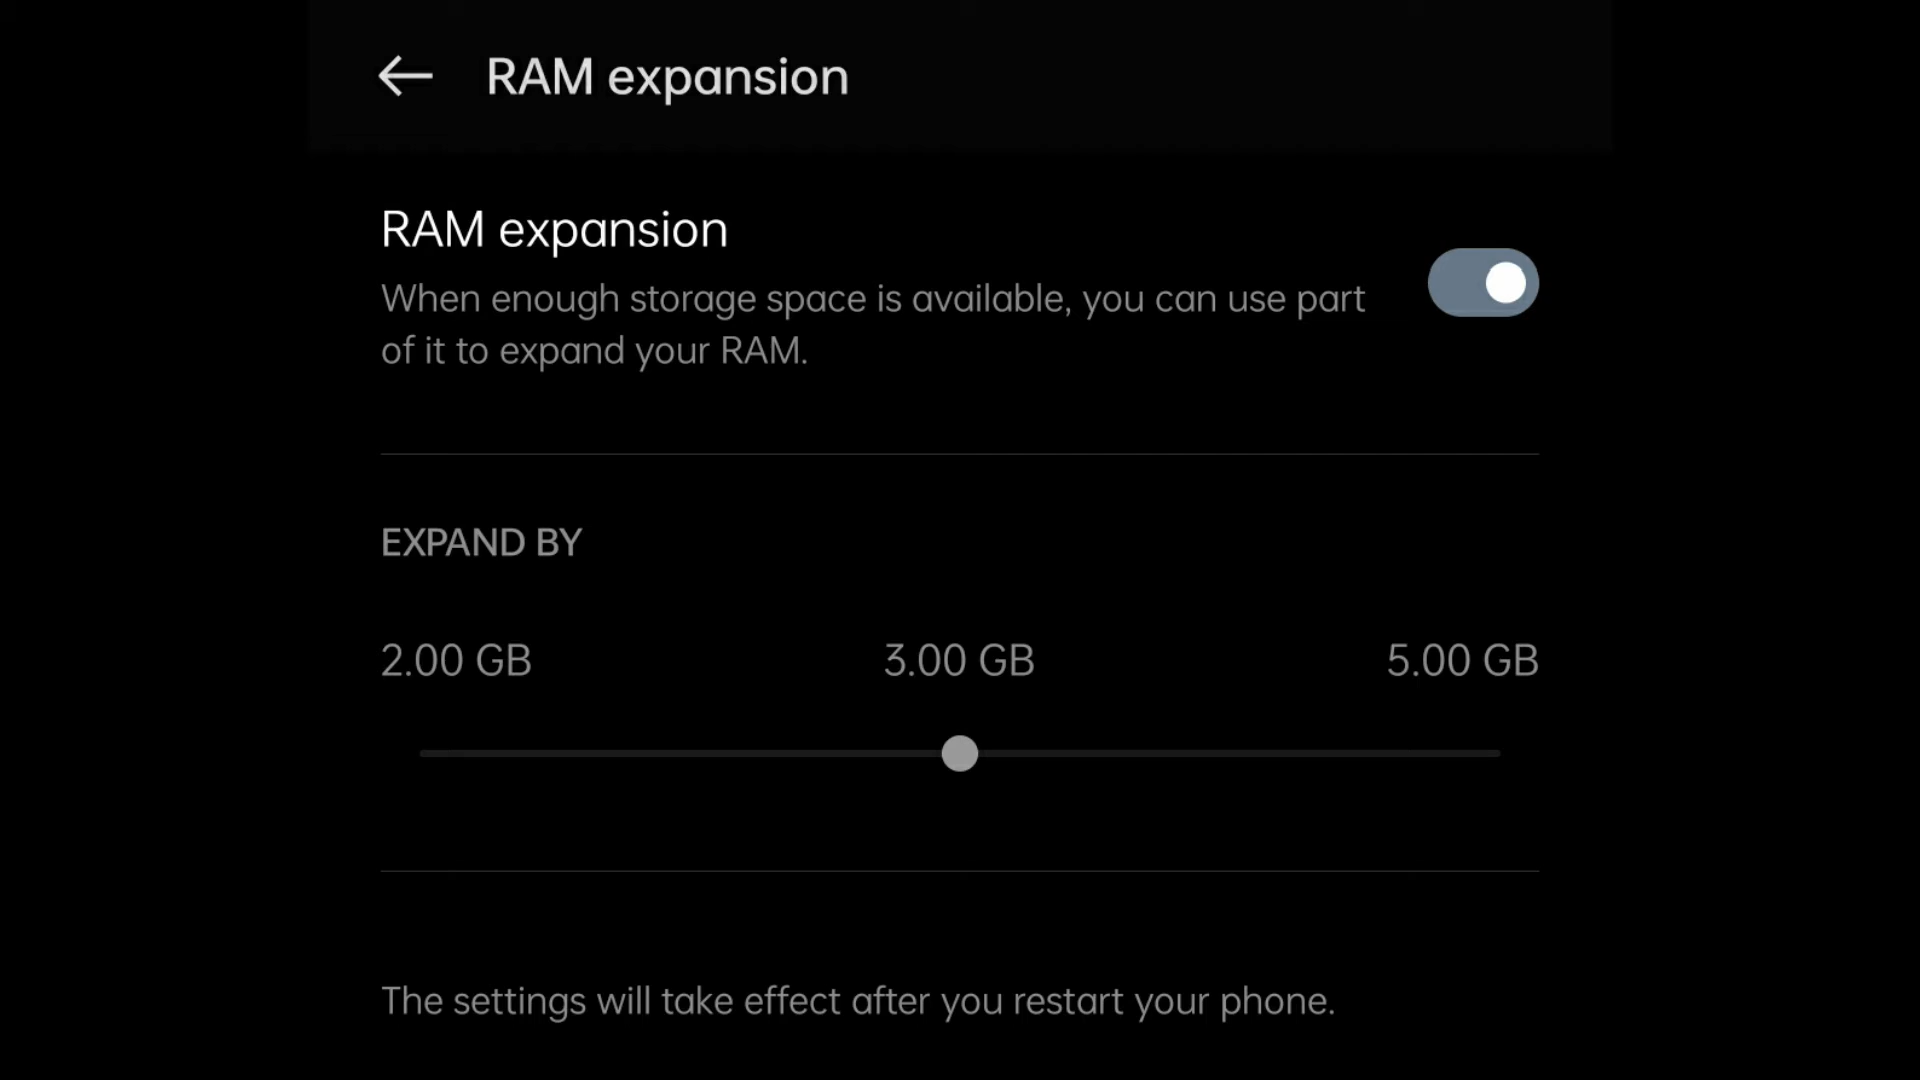 RAM expansion
RAM expansion
When enough storage space is available, you can use part
of it to expand your RAM.
EXPAND BY
2.00 GB 3.00 GB 5.00 GB
The settings will take effect after you restart your phone.